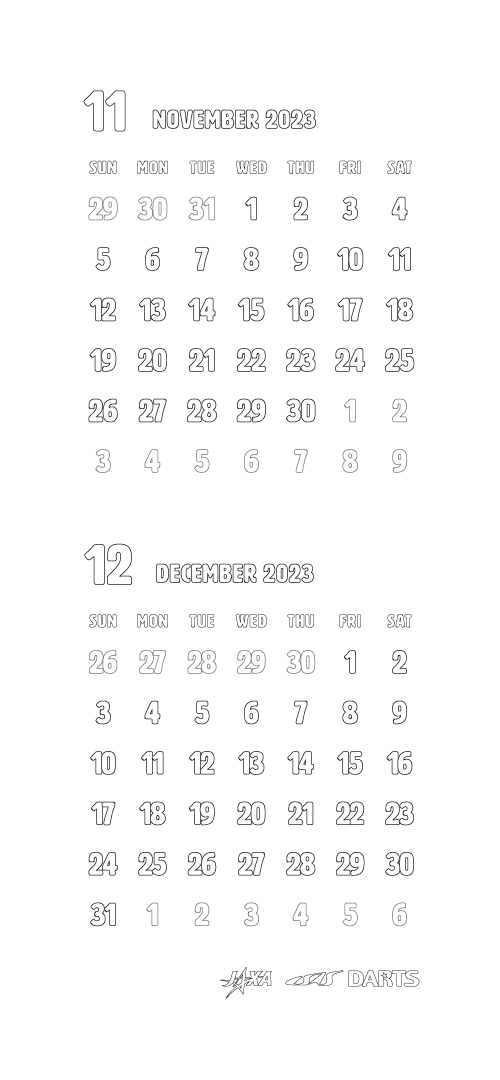 11 NOVEMBER 2023
SUN MON TUE WED THU FRI SAT
29 30 31 1 2 3 4
5 6 7 8 9 10 11
12 13 14 15 16 17 18
19 20 21 22 23 24 25
26 27 28 29 30 1 2
3 4 5 6 7 8 9
12 DECEMBER 2023
SUN MON TUE WED THU FRI SAT
26 27 28 29 30 1 2
3 4 5 6 7 8 9
10 11 12 13 14 15 16
17 18 19 20 21 22 23
24 25 26 27 28 29 30
31 1 2 3 4 5 6
JAXA ISAS DARTS